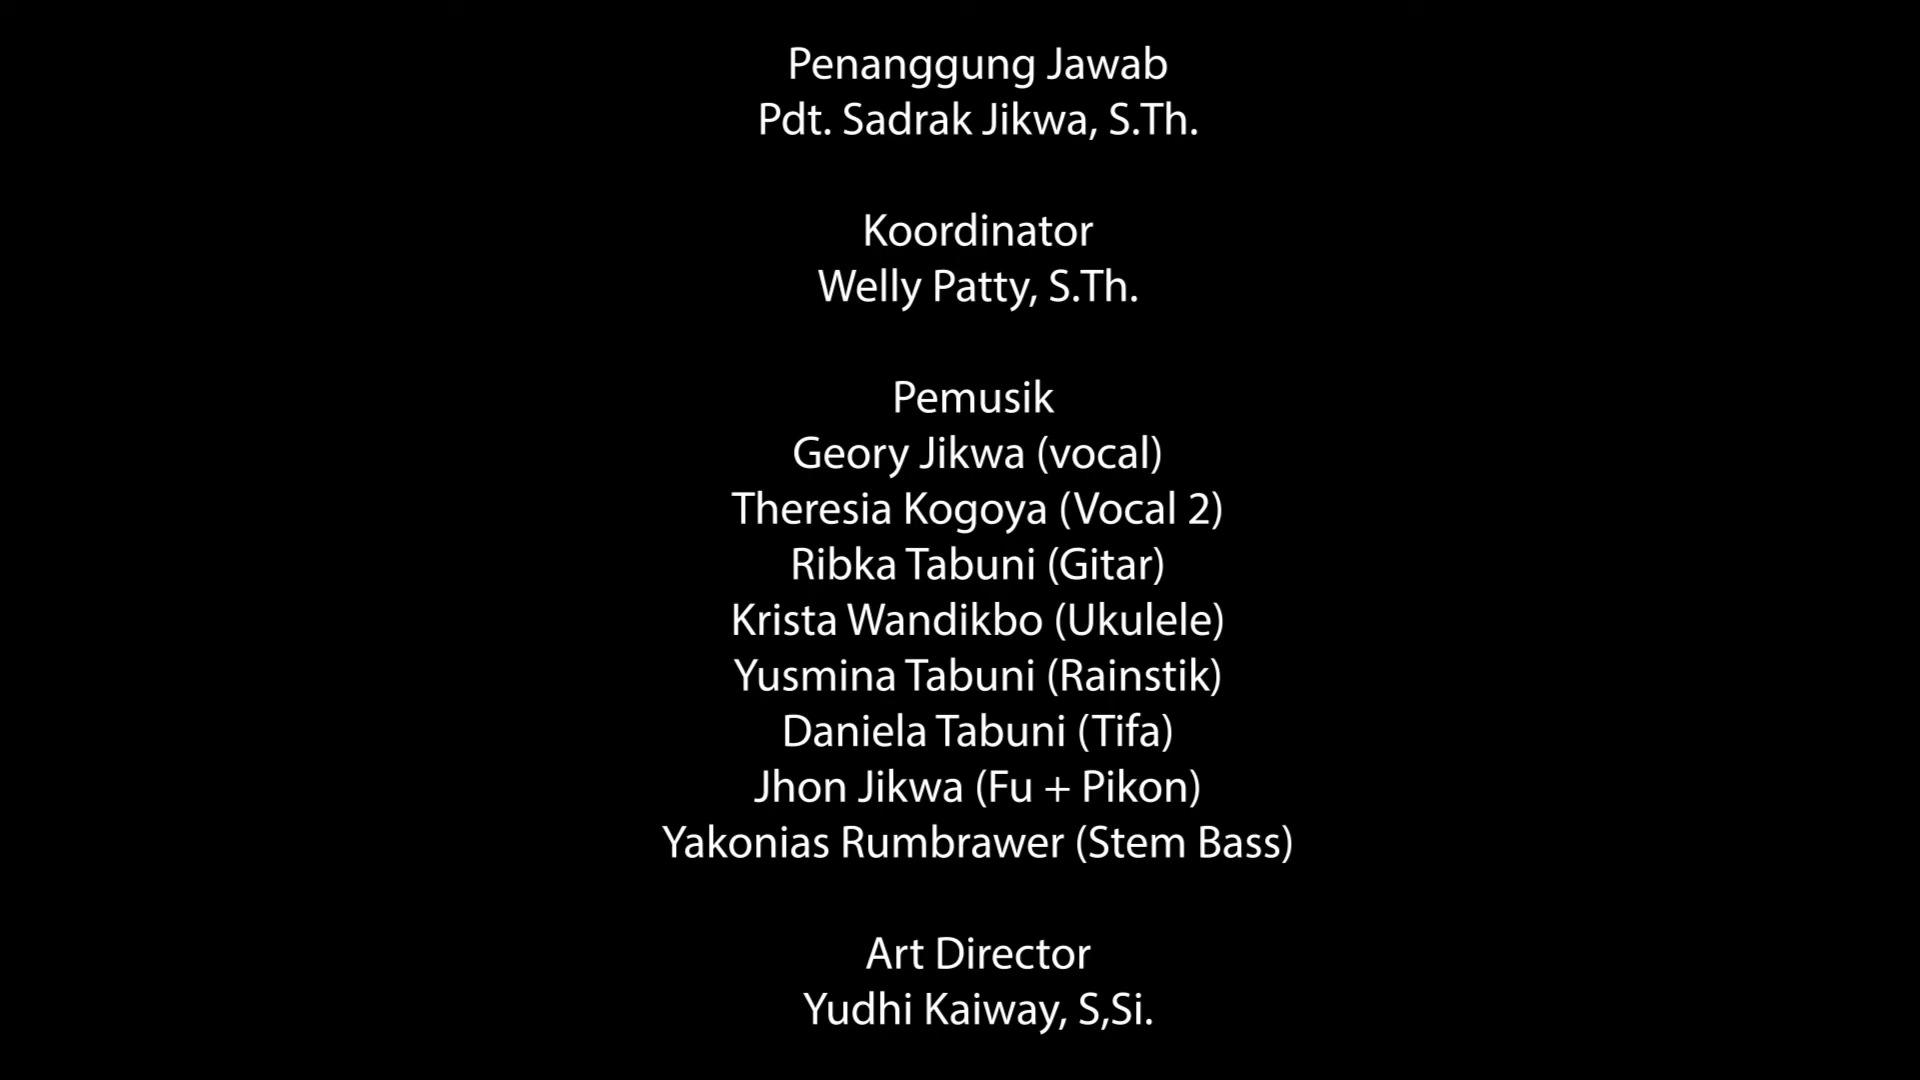 Penanggung Jawab
Pdt. Sadrak Jikwa, S.Th.
Koordinator
Welly Patty, S.Th.
Pemusik
Geory Jikwa (vocal)
Theresia Kogoya (Vocal 2)
Ribka Tabuni (Gitar)
Krista Wandikbo (Ukulele)
Yusmina Tabuni (Rainstik)
Daniela Tabuni (Tifa)
Jhon Jikwa (Fu + Pikon)
Yakonias Rumbrawer (Stem Bass)
Art Director
Yudhi Kaiway, S,Si.